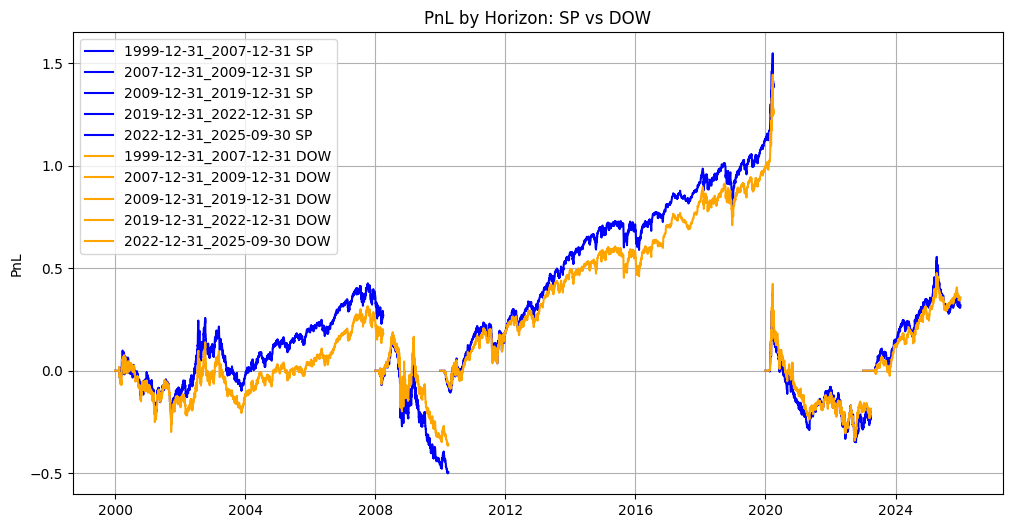 PnL by Horizon: SP vs DOW
1999-12-31_2007-12-31 SP
2007-12-31_2009-12-31 SP
2009-12-31_2019-12-31 SP
2019-12-31_2022-12-31 SP
2022-12-31_2025-09-30 SP
1999-12-31_2007-12-31 DOW
2007-12-31_2009-12-31 DOW
2009-12-31_2019-12-31 DOW
2019-12-31_2022-12-31 DOW
2022-12-31_2025-09-30 DOW
PnL
1.5
1.0
0.5
0.0
−0.5
2000 2004 2008 2012 2016 2020 2024